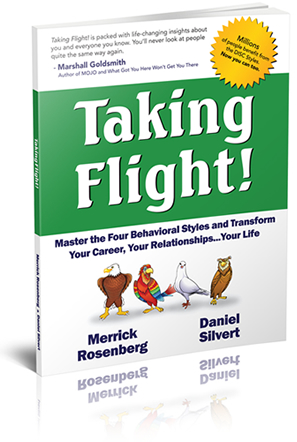 Taking Flight! is packed with life-changing insights about
you and everyone you know. You'll never look at people
quite the same way again.
- Marshall Goldsmith
Author of MOJO and What Got You Here Won't Get You There
Millions
of people benefit from
the DISC Styles.
Now you can too.
Taking
Flight!
Master the Four Behavioral Styles and Transform
Your Career, Your Relationships...Your Life
Merrick
Rosenberg
Daniel
Silvert
Taking Flight!
Merrick Rosenberg & Daniel Silvert